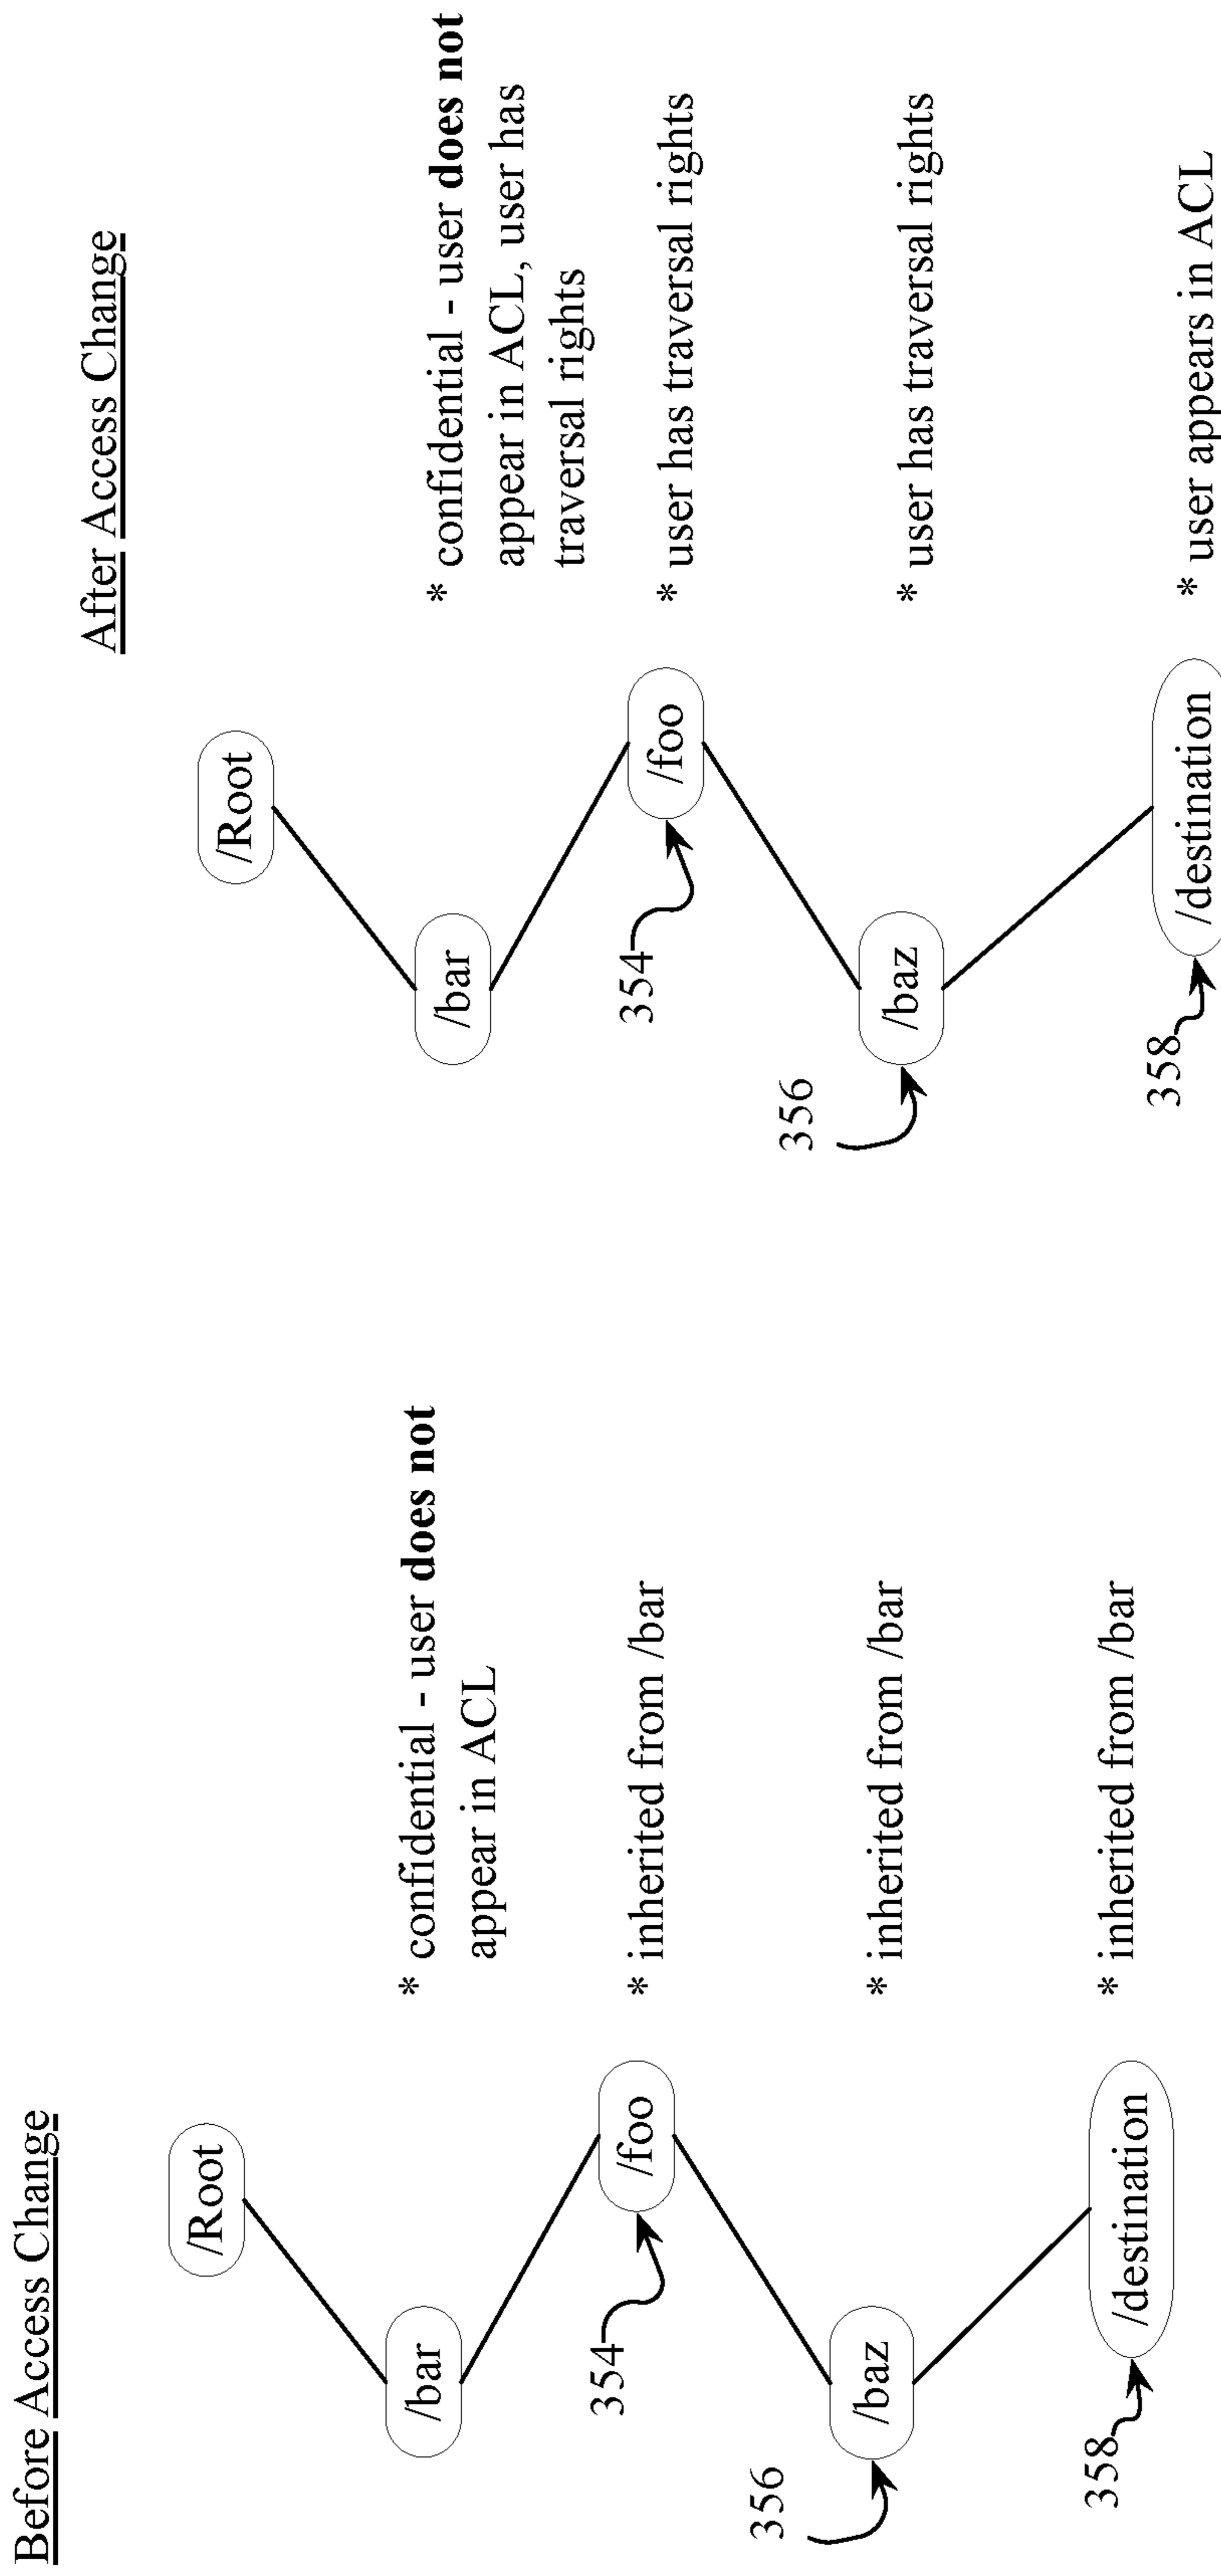 Before Access Change
/Root
/bar
* confidential - user does not
appear in ACL
354
/foo
* inherited from /bar
356
/baz
* inherited from /bar
358
/destination
* inherited from /bar
After Access Change
/Root
/bar
* confidential - user does not
appear in ACL, user has
traversal rights
354
/foo
* user has traversal rights
356
/baz
* user has traversal rights
358
/destination
* user appears in ACL